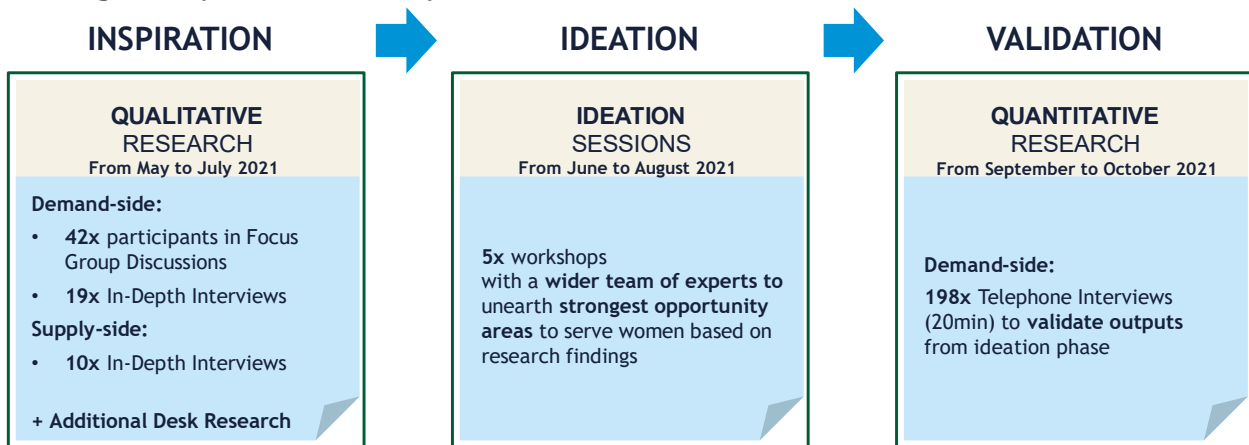 INSPIRATION
IDEATION
VALIDATION
QUALITATIVE
RESEARCH
From May to July 2021
Demand-side:
• 42x participants in Focus
Group Discussions
• 19x In-Depth Interviews
Supply-side:
• 10x In-Depth Interviews
+ Additional Desk Research
IDEATION
SESSIONS
From June to August 2021
5x workshops
with a wider team of experts to
unearth strongest opportunity
areas to serve women based on
research findings
QUANTITATIVE
RESEARCH
From September to October 2021
Demand-side:
198x Telephone Interviews
(20min) to validate outputs
from ideation phase